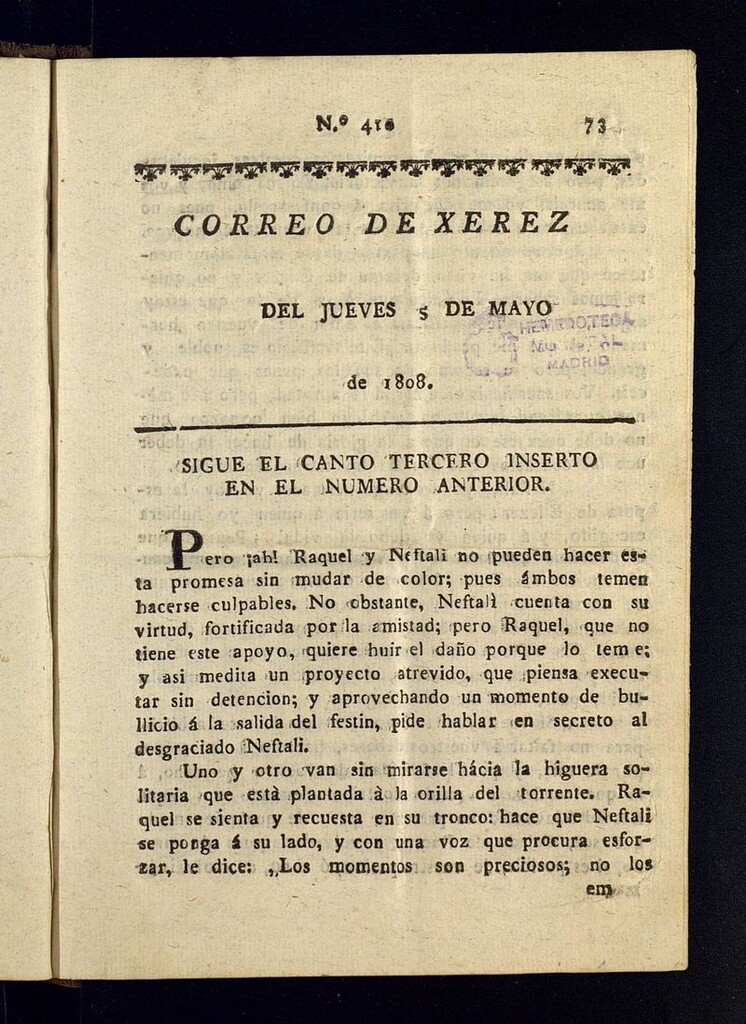 N.º 410 73
CORREO DE XEREZ
DEL JUEVES 5 DE MAYO
HEMEROTECA
MADRID
de 1808.
SIGUE EL CANTO TERCERO INSERTO
EN EL NUMERO ANTERIOR.
Pero ¡ah! Raquel y Neftali no pueden hacer es-
ta promesa sin mudar de color; pues ámbos temen
hacerse culpables. No obstante, Neftalì cuenta con su
virtud, fortificada por la amistad; pero Raquel, que no
tiene este apoyo, quiere huir el daño porque lo teme;
y asi medita un proyecto atrevido, que piensa execu-
tar sin detencion; y aprovechando un momento de bu-
llicio á la salida del festin, pide hablar en secreto al
desgraciado Neftali.
Uno y otro van sin mirarse hácia la higuera so-
litaria que està plantada à la orilla del torrente. Ra-
quel se sienta y recuesta en su tronco: hace que Neftali
se ponga á su lado, y con una voz que procura esfor-
zar, le dice: „Los momentos son preciosos; no los
em